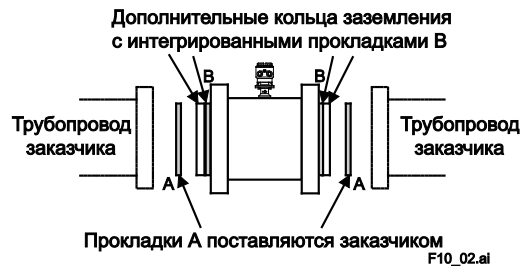 Дополнительные кольца заземления
с интегрированными прокладками B
B
B
Трубопровод
заказчика
Трубопровод
заказчика
A
A
Прокладки A поставляются заказчиком
F10_02.ai